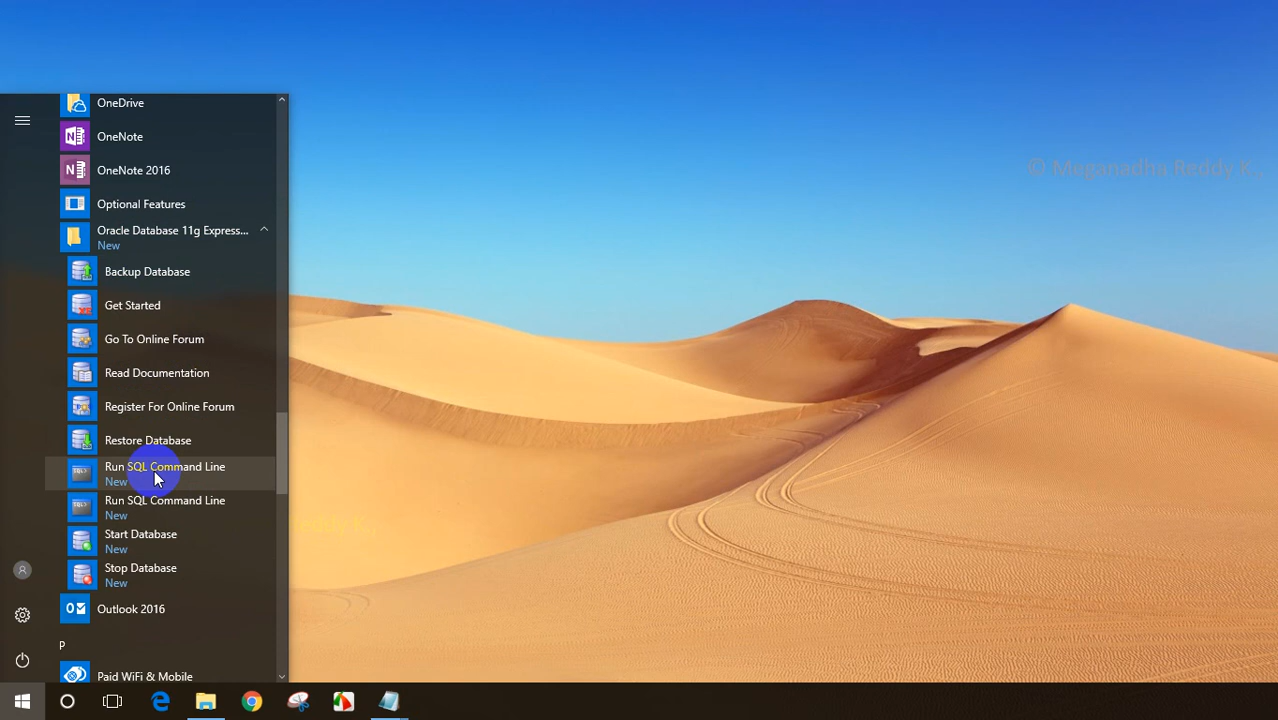 OneDrive
OneNote
OneNote 2016
Optional Features
Oracle Database 11g Express...
New
Backup Database
Get Started
Go To Online Forum
Read Documentation
Register For Online Forum
Restore Database
Run SQL Command Line
New
Run SQL Command Line
New
Start Database
New
Stop Database
New
Outlook 2016
P
Paid WiFi & Mobile
© Meganadha Reddy K..